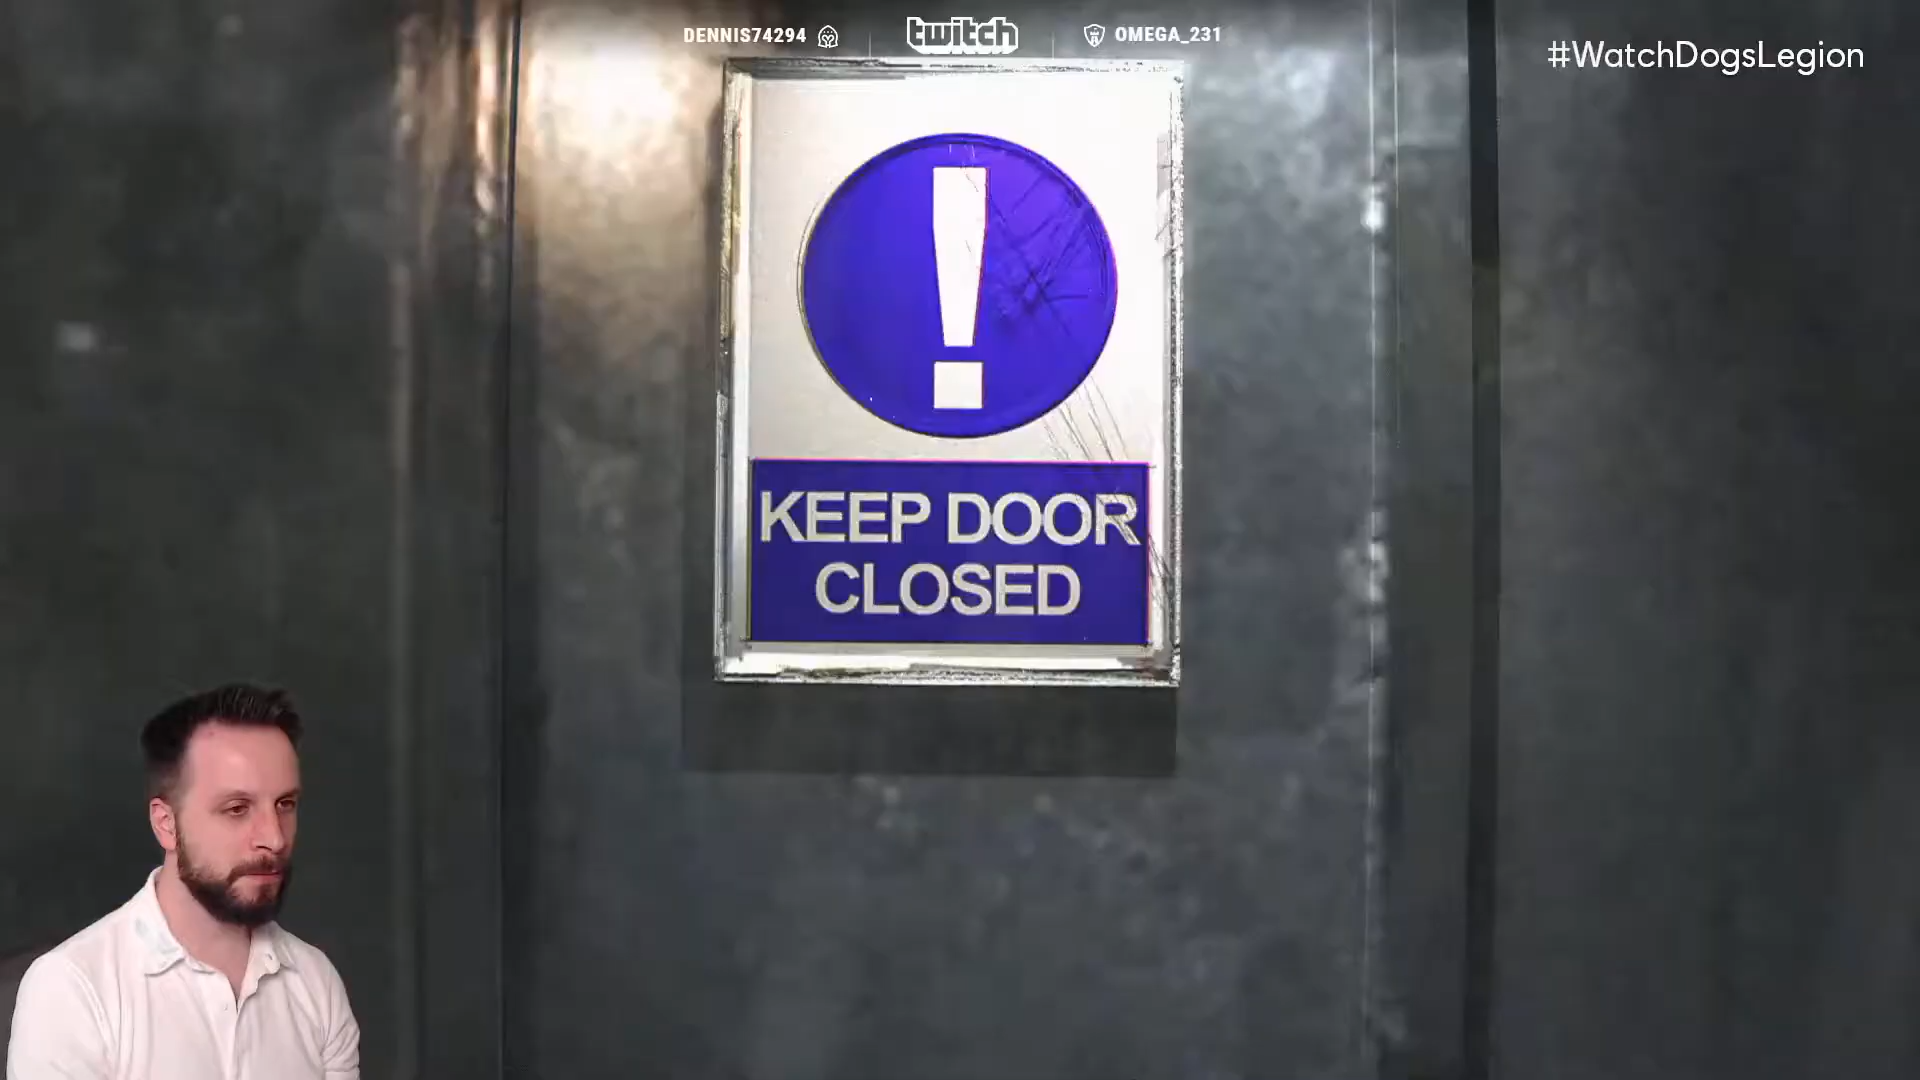 DENNIS74294 twitch OMEGA_231
#WatchDogsLegion
!
KEEP DOOR
CLOSED